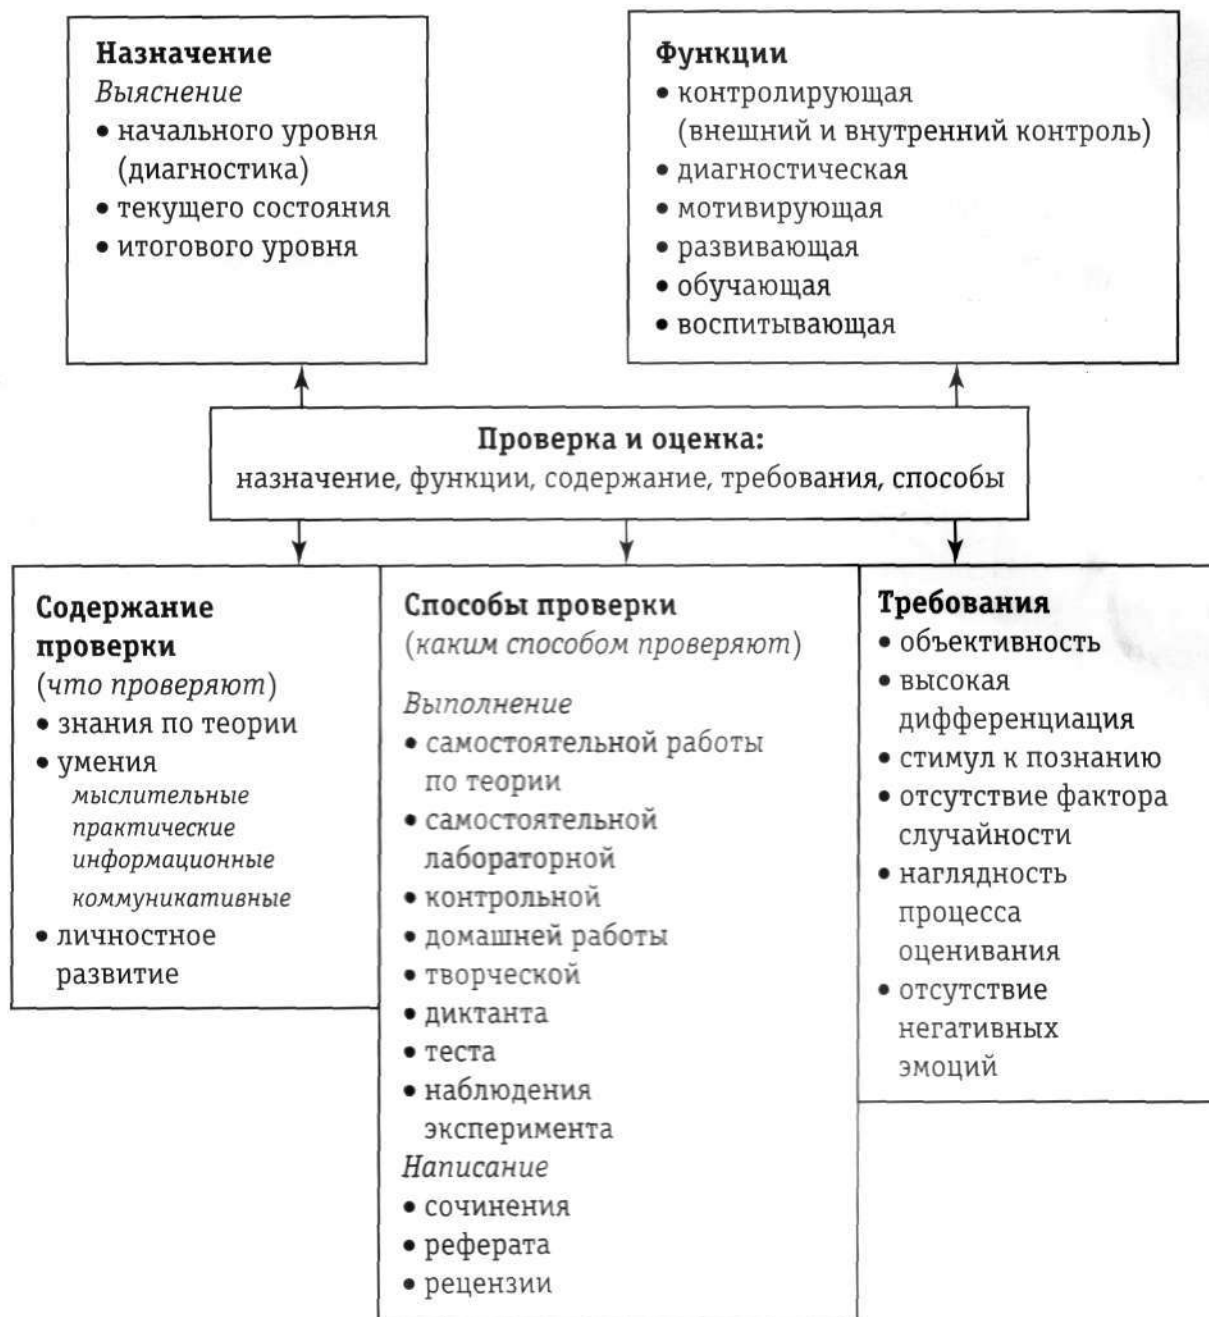 Назначение
Выяснение
• начального уровня
(диагностика)
• текущего состояния
• итогового уровня
Функции
• контролирующая
(внешний и внутренний контроль)
• диагностическая
• мотивирующая
• развивающая
• обучающая
• воспитывающая
Проверка и оценка:
назначение, функции, содержание, требования, способы
Содержание
проверки
(что проверяют)
• знания по теории
• умения
мыслительные
практические
информационные
коммуникативные
• личностное
развитие
Способы проверки
(каким способом проверяют)
Выполнение
• самостоятельной работы
по теории
• самостоятельной
лабораторной
• контрольной
• домашней работы
• творческой
• диктанта
• теста
• наблюдения
эксперимента
Написание
• сочинения
• реферата
• рецензии
Требования
• объективность
• высокая
дифференциация
• стимул к познанию
• отсутствие фактора
случайности
• наглядность
процесса
оценивания
• отсутствие
негативных
эмоций